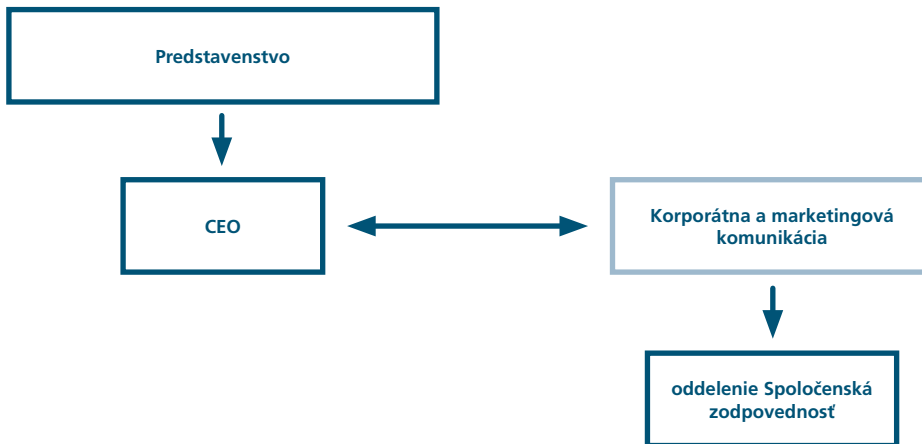 Predstavenstvo
CEO
Korporátna a marketingová
komunikácia
oddelenie Spoločenská
zodpovednosť